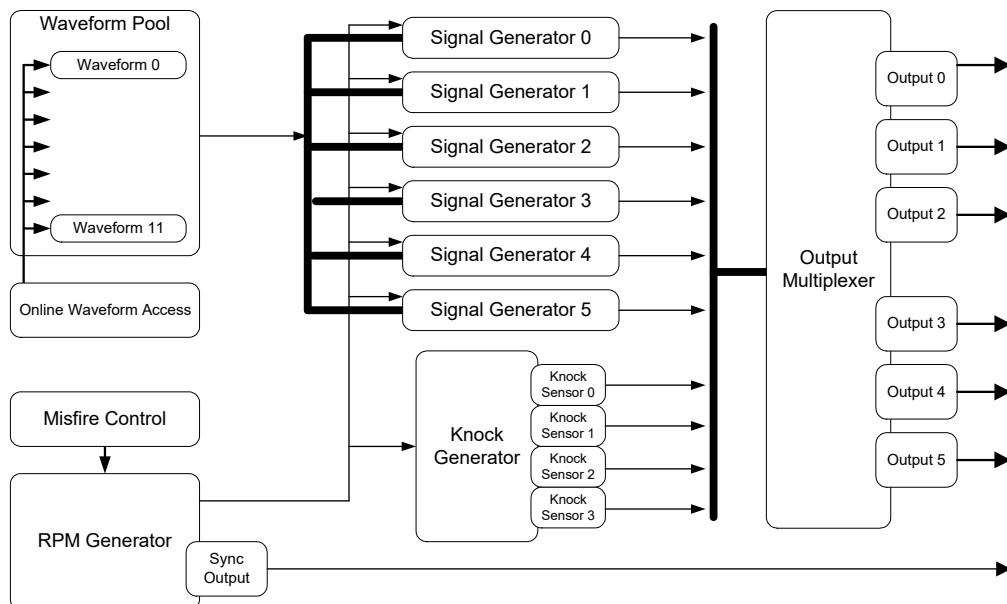 Waveform Pool
Waveform 0
Waveform 11
Online Waveform Access
Misfire Control
RPM Generator
Sync
Output
Signal Generator 0
Signal Generator 1
Signal Generator 2
Signal Generator 3
Signal Generator 4
Signal Generator 5
Knock
Generator
Knock
Sensor 0
Knock
Sensor 1
Knock
Sensor 2
Knock
Sensor 3
Output
Multiplexer
Output 0
Output 1
Output 2
Output 3
Output 4
Output 5